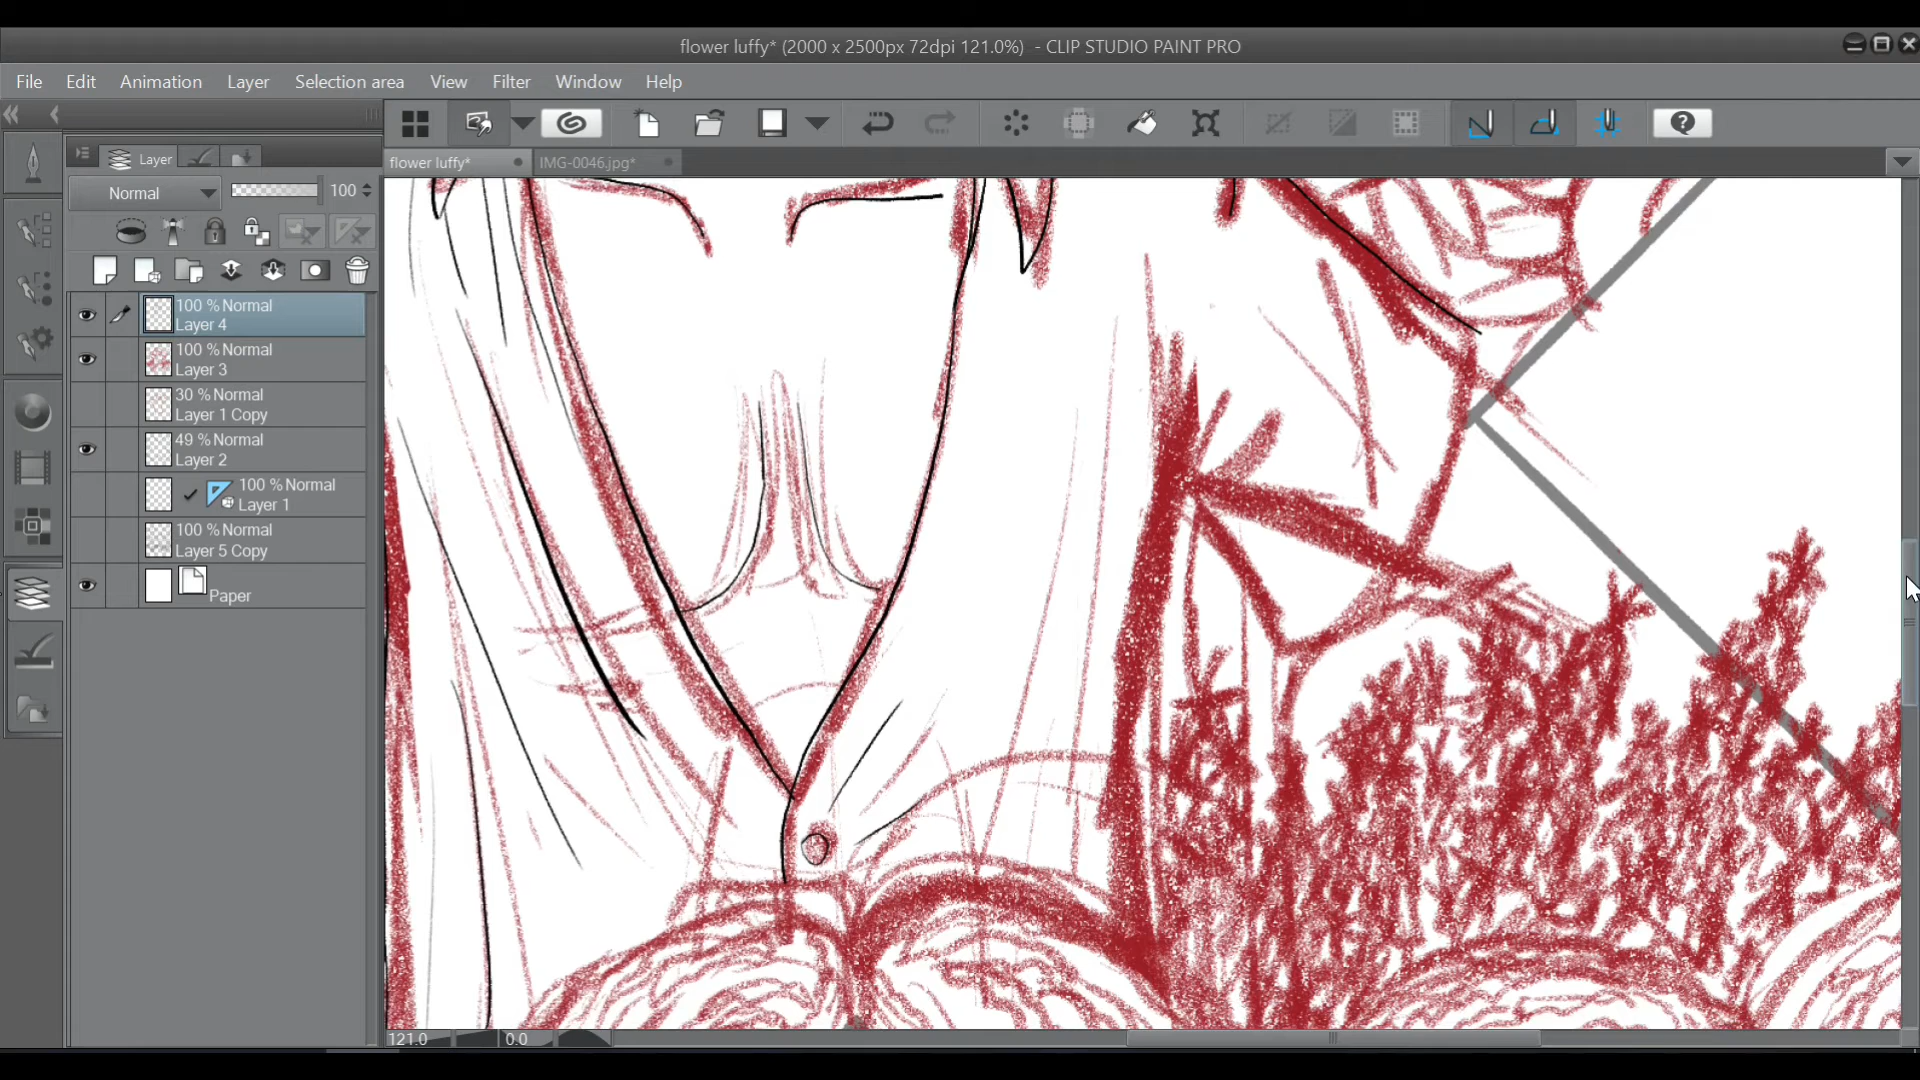 flower luffy* (2000 x 2500px 72dpi 121.0%) - CLIP STUDIO PAINT PRO
File Edit Animation Layer Selection area View Filter Window Help
Layer
flower luffy* IMG-0046.jpg*
Normal 100
100 % Normal
Layer 4
100 % Normal
Layer 3
30 % Normal
Layer 1 Copy
49 % Normal
Layer 2
100 % Normal
Layer 1
100 % Normal
Layer 5 Copy
Paper
121.0 0.0